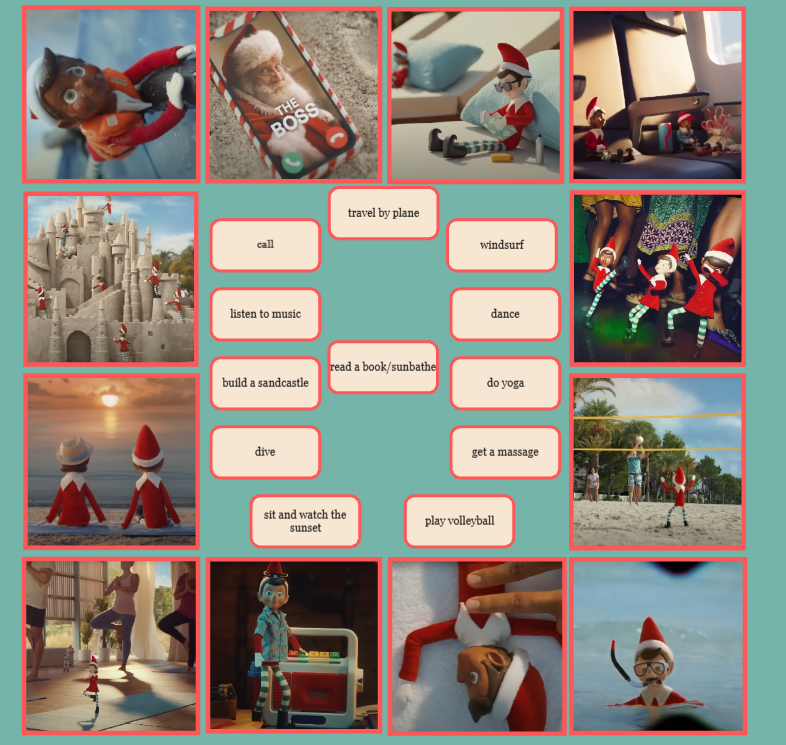 THE
BOSS
travel by plane
call
windsurf
listen to music
dance
read a book/sunbathe
build a sandcastle
do yoga
dive
get a massage
sit and watch the
sunset
play volleyball